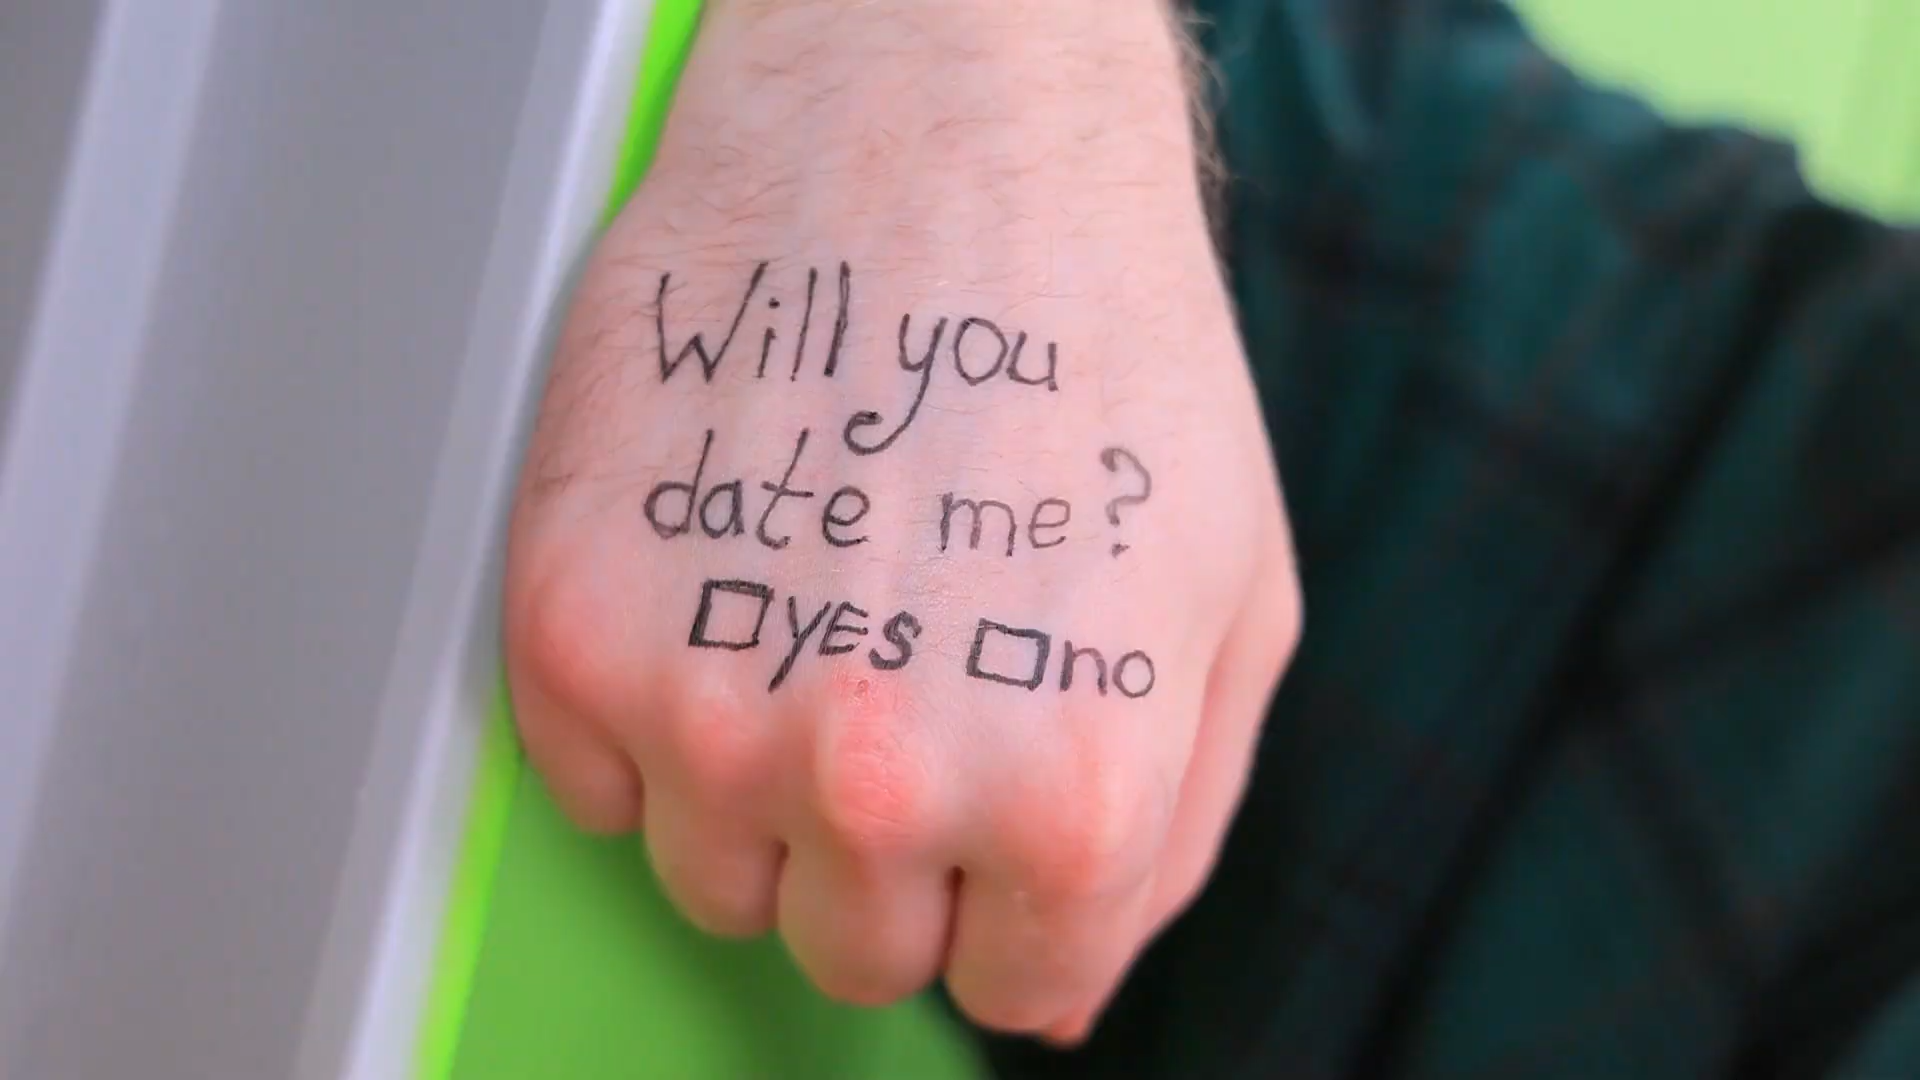 Will you
date me?
☐ yES ☐ no